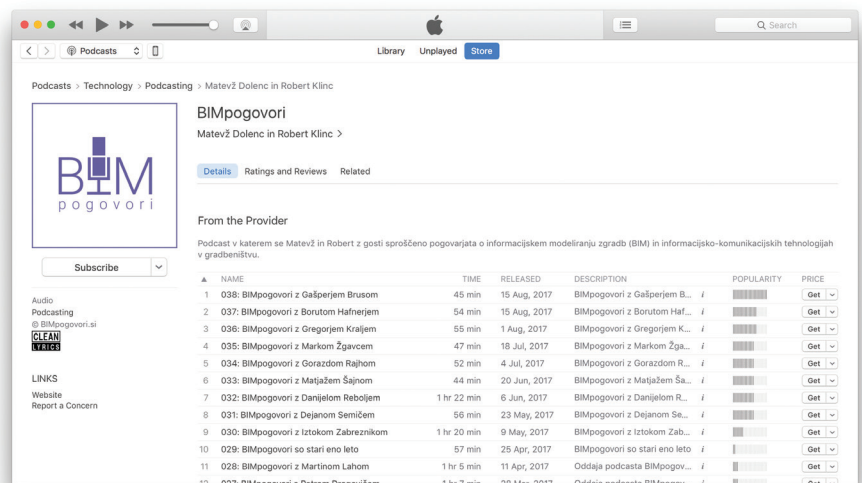 Search
Podcasts
Library Unplayed Store
Podcasts > Technology > Podcasting > Matevž Dolenc in Robert Klinc
BIM
pogovori
BIMpogovori
Matevž Dolenc in Robert Klinc >
Details Ratings and Reviews Related
From the Provider
Podcast v katerem se Matevž in Robert z gosti sproščeno pogovarjata o informacijskem modeliranju zgradb (BIM) in informacijsko-komunikacijskih tehnologijah
v gradbeništvu.
Subscribe
Audio
Podcasting
© BIMpogovori.si
CLEAN
LYRICS
LINKS
Website
Report a Concern
NAME TIME RELEASED DESCRIPTION POPULARITY PRICE
1 038: BIMpogovori z Gašperjem Brusom 45 min 15 Aug, 2017 BIMpogovori z Gašperjem B... i Get
2 037: BIMpogovori z Borutom Hafnerjem 54 min 15 Aug, 2017 BIMpogovori z Borutom Haf... i Get
3 036: BIMpogovori z Gregorjem Kraljem 55 min 1 Aug, 2017 BIMpogovori z Gregorjem K... i Get
4 035: BIMpogovori z Markom Žgavcem 47 min 18 Jul, 2017 BIMpogovori z Markom Žga... i Get
5 034: BIMpogovori z Gorazdom Rajhom 52 min 4 Jul, 2017 BIMpogovori z Gorazdom R... i Get
6 033: BIMpogovori z Matjažem Šajnom 44 min 20 Jun, 2017 BIMpogovori z Matjažem Ša... i Get
7 032: BIMpogovori z Danijelom Reboljem 1 hr 22 min 6 Jun, 2017 BIMpogovori z Danijelom R... i Get
8 031: BIMpogovori z Dejanom Semičem 56 min 23 May, 2017 BIMpogovori z Dejanom Se... i Get
9 030: BIMpogovori z Iztokom Zabreznikom 1 hr 20 min 9 May, 2017 BIMpogovori z Iztokom Zab... i Get
10 029: BIMpogovori so stari eno leto 57 min 25 Apr, 2017 BIMpogovori so stari eno leto i Get
11 028: BIMpogovori z Martinom Lahom 1 hr 5 min 11 Apr, 2017 Oddaja podcasta BIMpogov... i Get